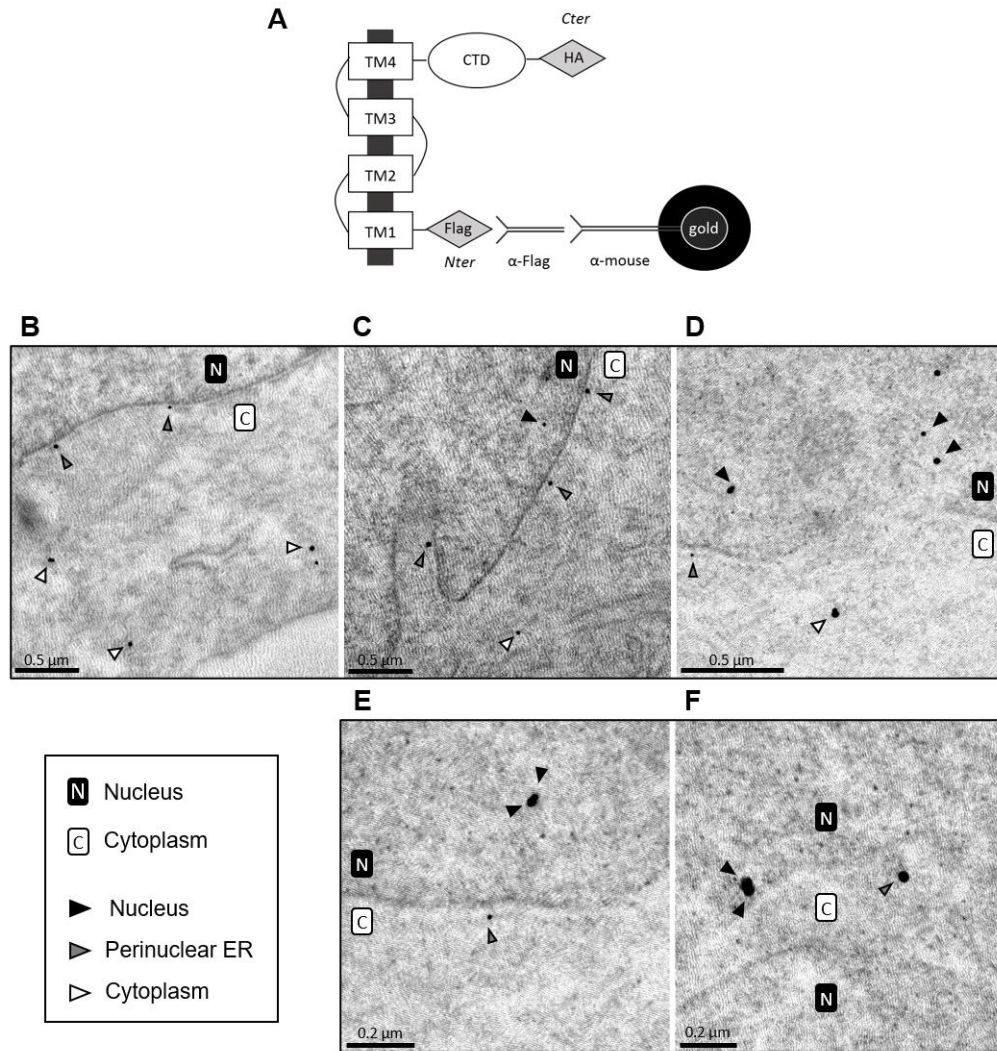 A
Cter
TM4
CTD
HA
TM3
TM2
TM1
Flag
gold
Nter
α-Flag
α-mouse
B
C
D
N
C
0.5 µm
N
C
0.5 µm
N
C
0.5 µm
E
F
N
C
0.2 µm
N
C
N
0.2 µm
N Nucleus
C Cytoplasm
Nucleus
Perinuclear ER
Cytoplasm